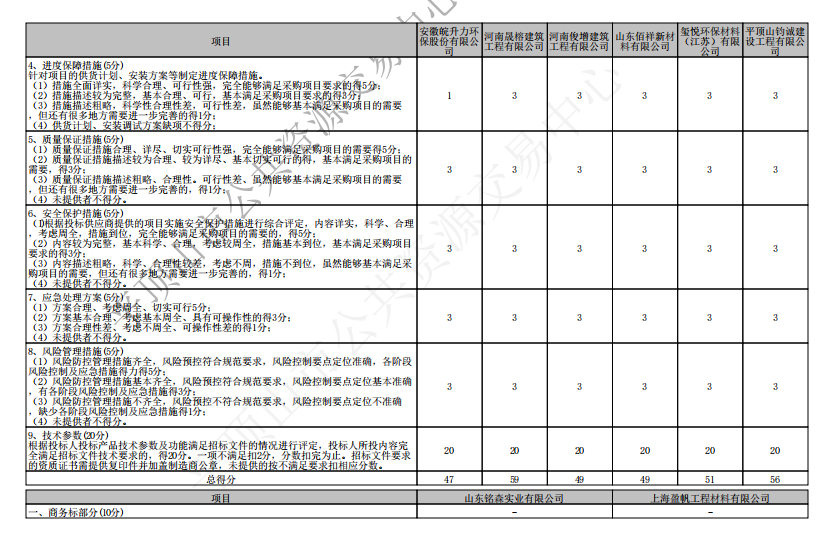 项目
安徽皖升力环保股份有限公司
河南晟榕建筑工程有限公司
河南俊增建筑工程有限公司
山东佰祥新材料有限公司
玺悦环保材料（江苏）有限公司
平顶山钧诚建设工程有限公司
4、进度保障措施(5分)
针对项目的供货计划、安装方案等制定进度保障措施。
（1）措施全面详实，科学合理、可行性强，完全能够满足采购项目要求的得5分；
（2）措施描述较为完整，基本合理、可行，基本满足采购项目要求的得3分；
（3）措施描述粗略，科学性合理性差，可行性差，虽然能够基本满足采购项目的需要
，但还有很多地方需要进一步完善的得1分；
（4）供货计划、安装调试方案缺项不得分；
1 3 3 3 3 3
5、质量保证措施(5分)
（1）质量保证措施合理、详尽、切实可行性强，完全能够满足采购项目的需要得5分；
（2）质量保证措施描述较为合理、较为详尽、基本切实可行的得，基本满足采购项目的
需要，得3分；
（3）质量保证措施描述粗略、合理性。可行性差、虽然能够基本满足采购项目的需要
，但还有很多地方需要进一步完善的，得1分；
（4）未提供者不得分。
3 3 3 3 3 3
6、安全保护措施(5分)
（1)根据投标供应商提供的项目实施安全保护措施进行综合评定，内容详实，科学、合理
，考虑周全，措施到位，完全能够满足采购项目的需要的，得5分；
（2）内容较为完整，基本科学、合理，考虑较周全，措施基本到位，基本满足采购项目
要求的得3分；
（3）内容描述粗略，科学、合理性较差，考虑不周，措施不到位，虽然能够基本满足采
购项目的需要，但还有很多地方需要进一步完善的，得1分；
（4）未提供者不得分。
3 3 3 3 3 3
7、应急处理方案(5分)
（1）方案合理、考虑周全、切实可行5分；
（2）方案基本合理、考虑基本周全、具有可操作性的得3分；
（3）方案合理性差、考虑不周全、可操作性差的得1分；
（4）未提供者不得分。
3 3 3 3 3 3
8、风险管理措施(5分)
（1）风险防控管理措施齐全，风险预控符合规范要求，风险控制要点定位准确，各阶段
风险控制及应急措施得力得5分；
（2）风险防控管理措施基本齐全，风险预控符合规范要求，风险控制要点定位基本准确
，有各阶段风险控制及应急措施得3分；
（3）风险防控管理措施不齐全，风险预控不符合规范要求，风险控制要点定位不准确
，缺少各阶段风险控制及应急措施得1分；
（4）未提供者不得分。
3 3 3 3 3 3
9、技术参数(20分)
根据投标人投标产品技术参数及功能满足招标文件的情况进行评定，投标人所投内容完
全满足招标文件技术要求的，得20分。一项不满足扣2分，分数扣完为止。招标文件要求
的资质证书需提供复印件并加盖制造商公章，未提供的按不满足要求扣相应分数。
20 20 20 20 20 20
总得分 47 59 49 49 51 56
项目 山东铭森实业有限公司 上海盈帆工程材料有限公司
一、商务标部分(10分) － －